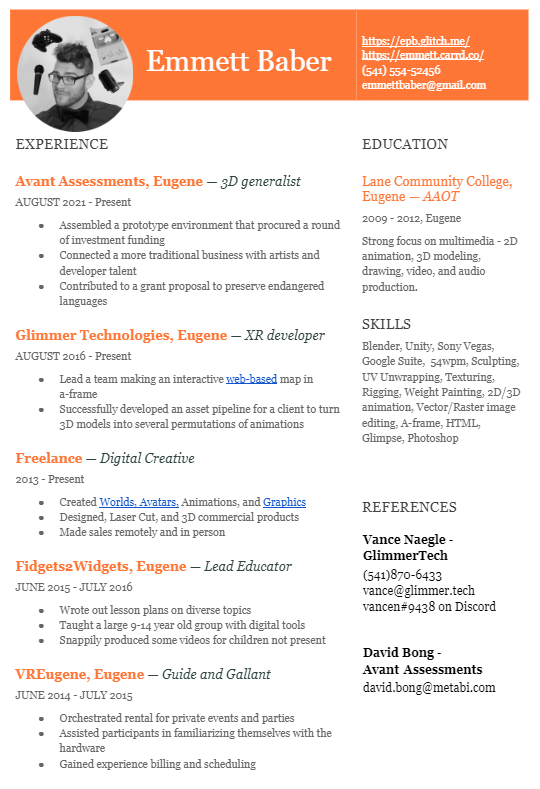 Emmett Baber
https://epb.glitch.me/
https://emmett.carrd.co/
(541) 554-52456
emmettbaber@gmail.com
EXPERIENCE
Avant Assessments, Eugene — 3D generalist
AUGUST 2021 - Present
● Assembled a prototype environment that procured a round
of investment funding
● Connected a more traditional business with artists and
developer talent
● Contributed to a grant proposal to preserve endangered
languages
Glimmer Technologies, Eugene — XR developer
AUGUST 2016 - Present
● Lead a team making an interactive web-based map in
a-frame
● Successfully developed an asset pipeline for a client to turn
3D models into several permutations of animations
Freelance — Digital Creative
2013 - Present
● Created Worlds, Avatars, Animations, and Graphics
● Designed, Laser Cut, and 3D commercial products
● Made sales remotely and in person
Fidgets2Widgets, Eugene — Lead Educator
JUNE 2015 - JULY 2016
● Wrote out lesson plans on diverse topics
● Taught a large 9-14 year old group with digital tools
● Snappily produced some videos for children not present
VREugene, Eugene — Guide and Gallant
JUNE 2014 - JULY 2015
● Orchestrated rental for private events and parties
● Assisted participants in familiarizing themselves with the
hardware
● Gained experience billing and scheduling
EDUCATION
Lane Community College,
Eugene — AAOT
2009 - 2012, Eugene
Strong focus on multimedia - 2D
animation, 3D modeling,
drawing, video, and audio
production.
SKILLS
Blender, Unity, Sony Vegas,
Google Suite, 54wpm, Sculpting,
UV Unwrapping, Texturing,
Rigging, Weight Painting, 2D/3D
animation, Vector/Raster image
editing, A-frame, HTML,
Glimpse, Photoshop
REFERENCES
Vance Naegle -
GlimmerTech
(541)870-6433
vance@glimmer.tech
vancen#9438 on Discord
David Bong -
Avant Assessments
david.bong@metabi.com